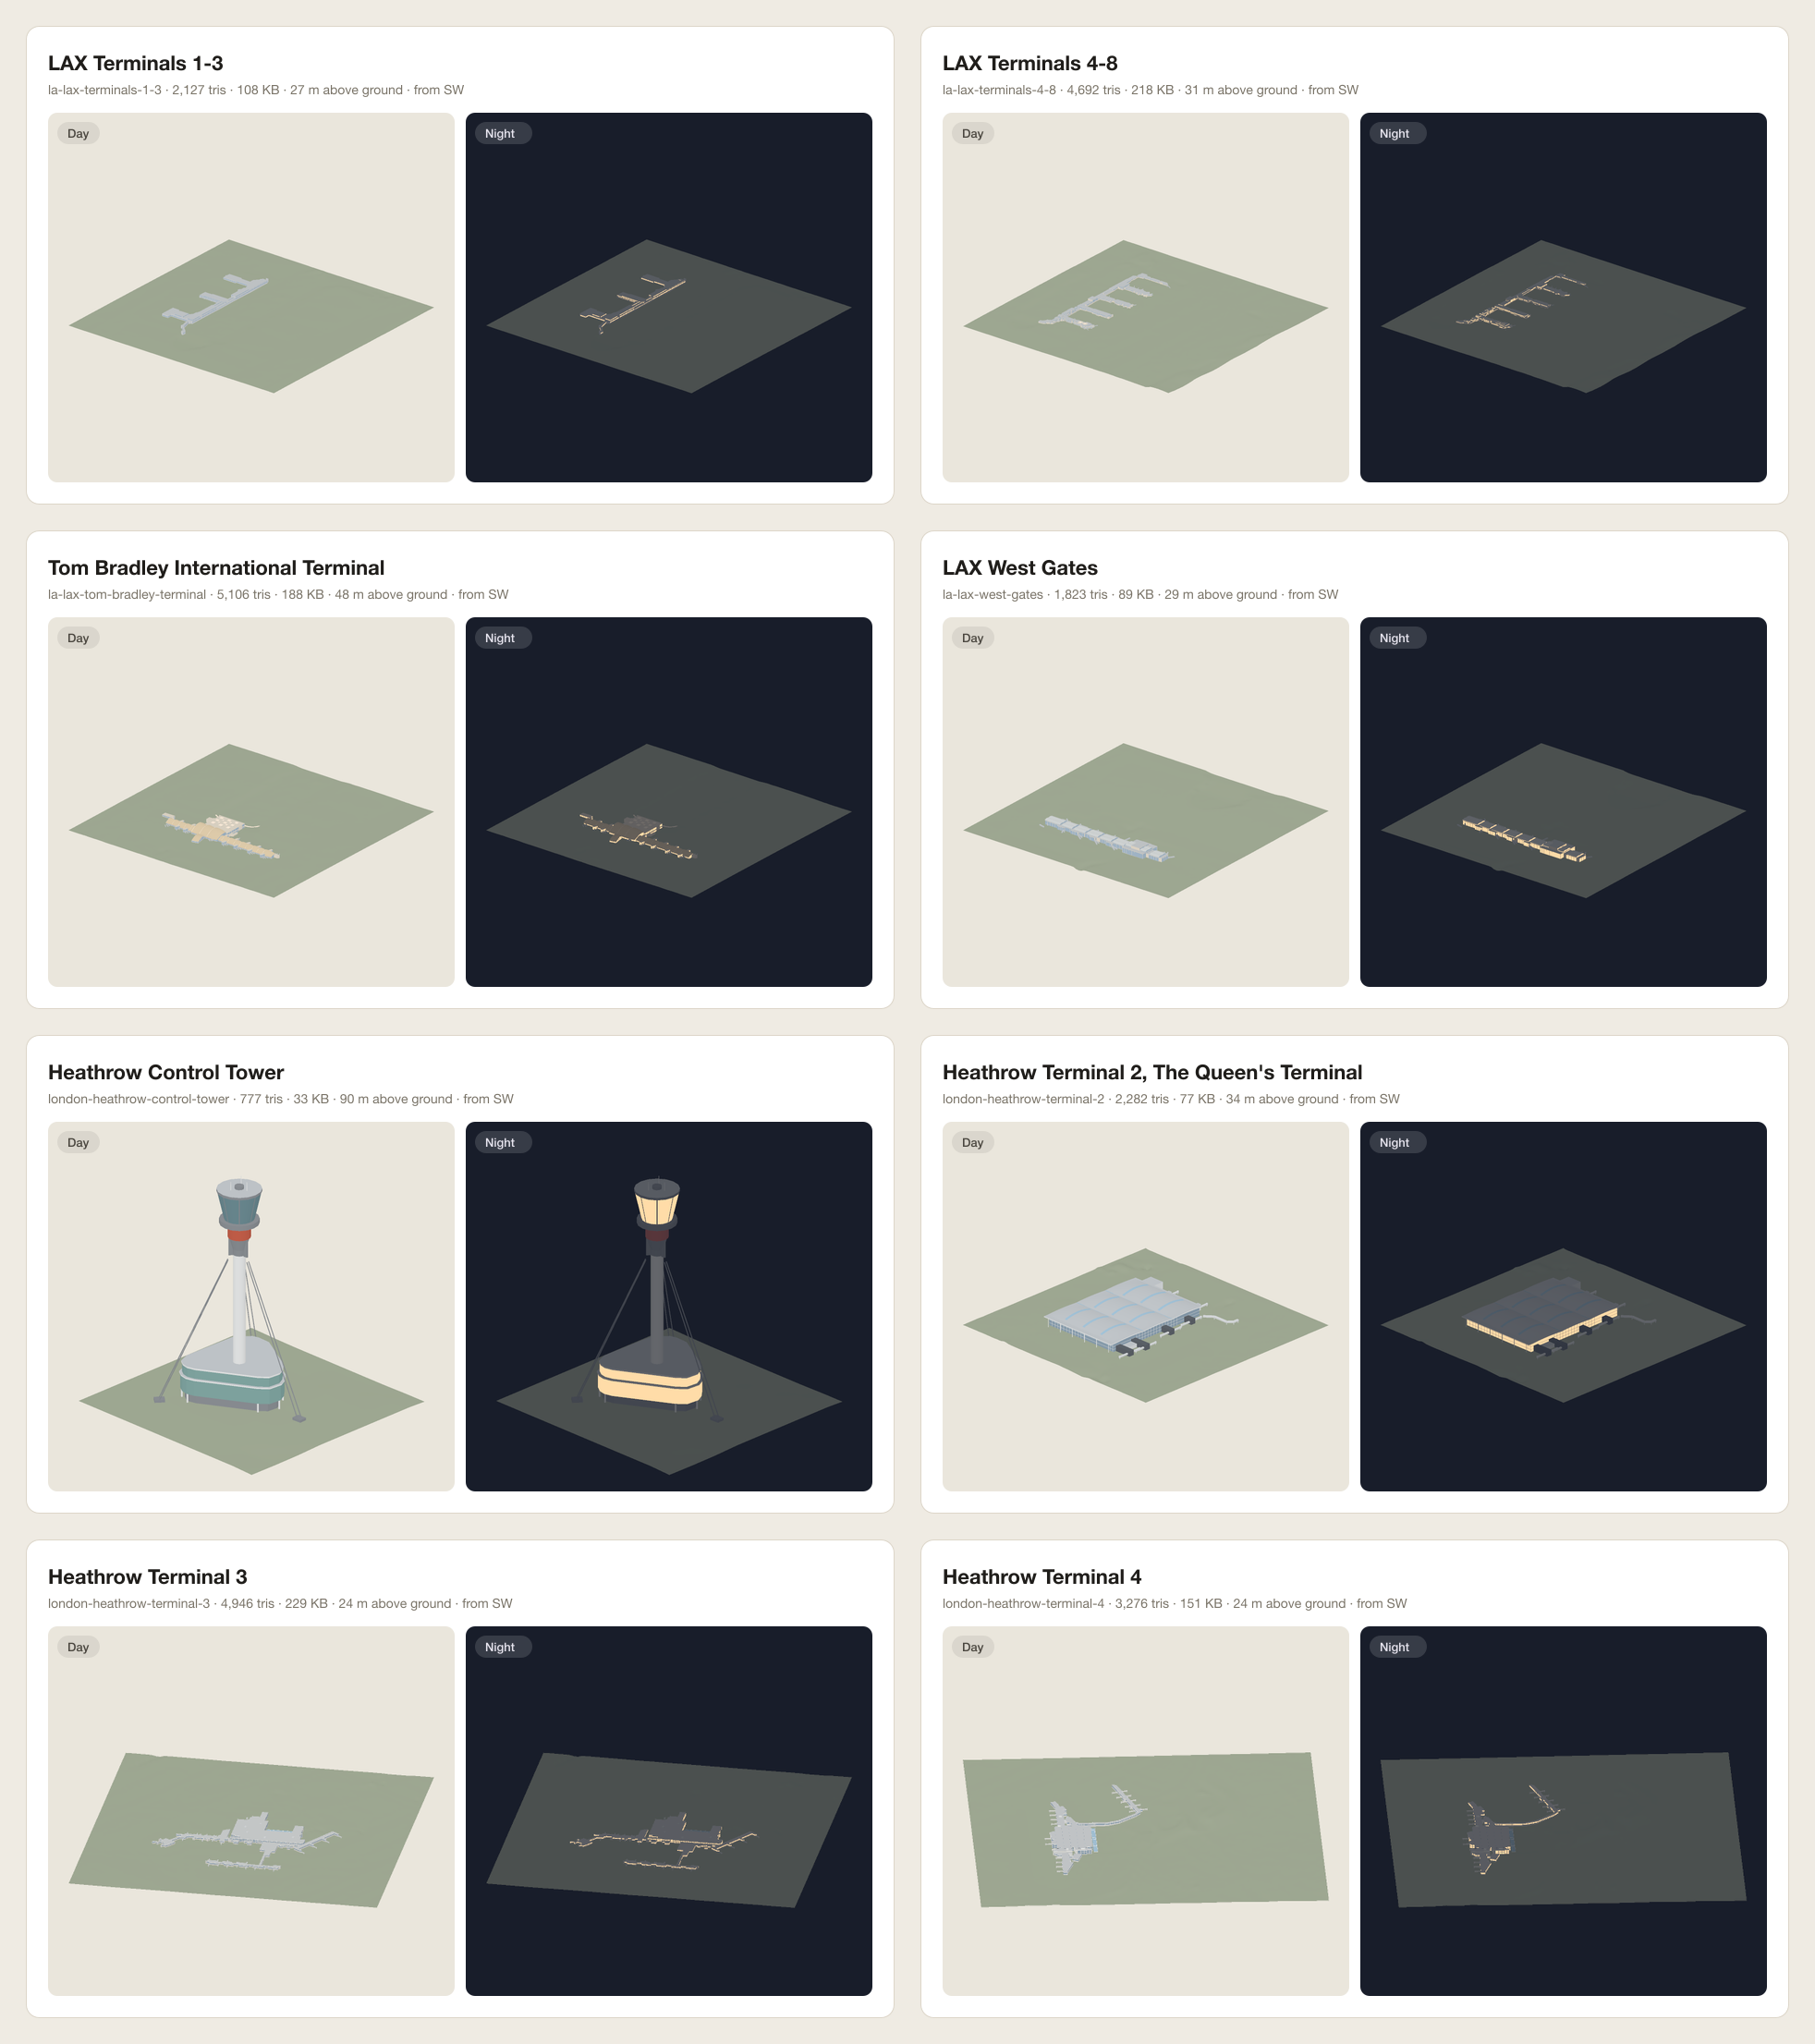 LAX Terminals 1-3
la-lax-terminals-1-3 · 2,127 tris · 108 KB · 27 m above ground · from SW
Day
Night
LAX Terminals 4-8
la-lax-terminals-4-8 · 4,692 tris · 218 KB · 31 m above ground · from SW
Day
Night
Tom Bradley International Terminal
la-lax-tom-bradley-terminal · 5,106 tris · 188 KB · 48 m above ground · from SW
Day
Night
LAX West Gates
la-lax-west-gates · 1,823 tris · 89 KB · 29 m above ground · from SW
Day
Night
Heathrow Control Tower
london-heathrow-control-tower · 777 tris · 33 KB · 90 m above ground · from SW
Day
Night
Heathrow Terminal 2, The Queen's Terminal
london-heathrow-terminal-2 · 2,282 tris · 77 KB · 34 m above ground · from SW
Day
Night
Heathrow Terminal 3
london-heathrow-terminal-3 · 4,946 tris · 229 KB · 24 m above ground · from SW
Day
Night
Heathrow Terminal 4
london-heathrow-terminal-4 · 3,276 tris · 151 KB · 24 m above ground · from SW
Day
Night